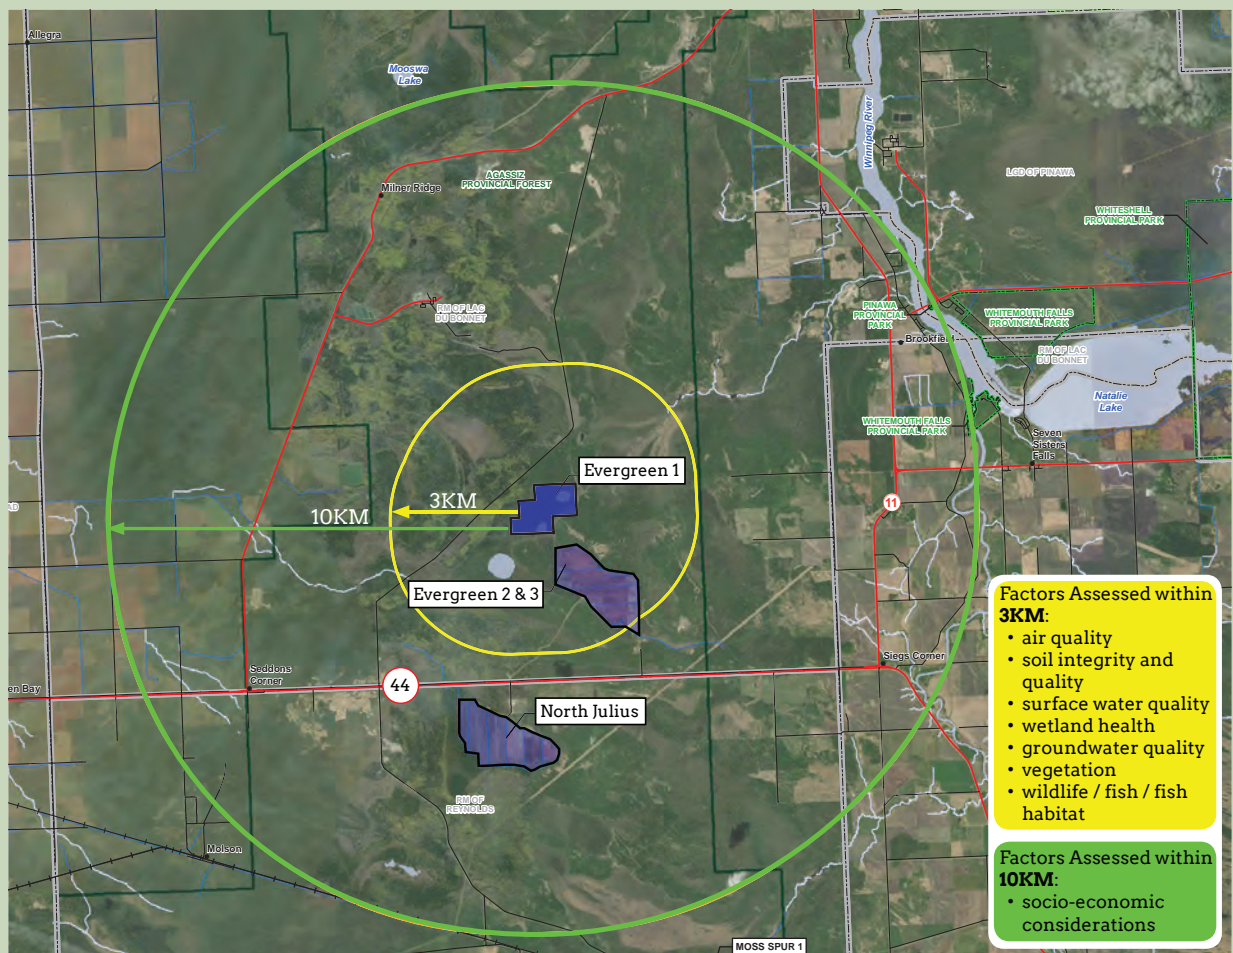 Allegra
Mooswa
Lake
Winnipeg River
AGASSIZ
PROVINCIAL FOREST
Milner Ridge
LGD OF PINAWA
WHITESHELL
PROVINCIAL PARK
RM OF LAC
DU BONNET
PINAWA
PROVINCIAL
PARK
WHITEMOUTH FALLS
PROVINCIAL PARK
Brookfield
RM OF LAC
DU BONNET
Natalie
Lake
WHITEMOUTH FALLS
PROVINCIAL PARK
Seven
Sisters
Falls
Evergreen 1
3KM
10KM
11
Evergreen 2 & 3
Siegs Corner
Seddons
Corner
en Bay
44
North Julius
RM OF
REYNOLDS
Molson
MOSS SPUR 1
Factors Assessed within
3KM:
• air quality
• soil integrity and
quality
• surface water quality
• wetland health
• groundwater quality
• vegetation
• wildlife / fish / fish
habitat
Factors Assessed within
10KM:
• socio-economic
considerations